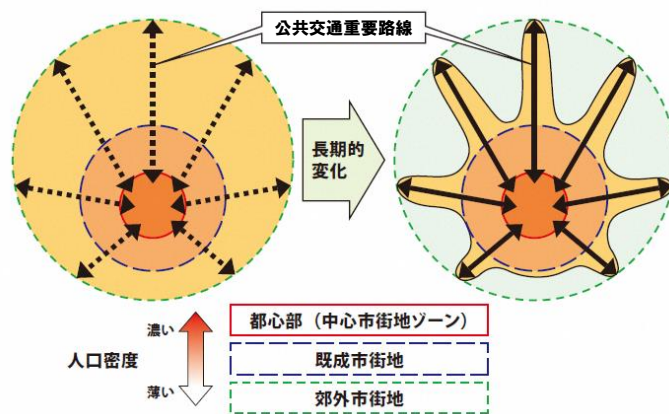 公共交通重要路線
長期的
変化
濃い
人口密度
薄い
都心部（中心市街地ゾーン）
既成市街地
郊外市街地